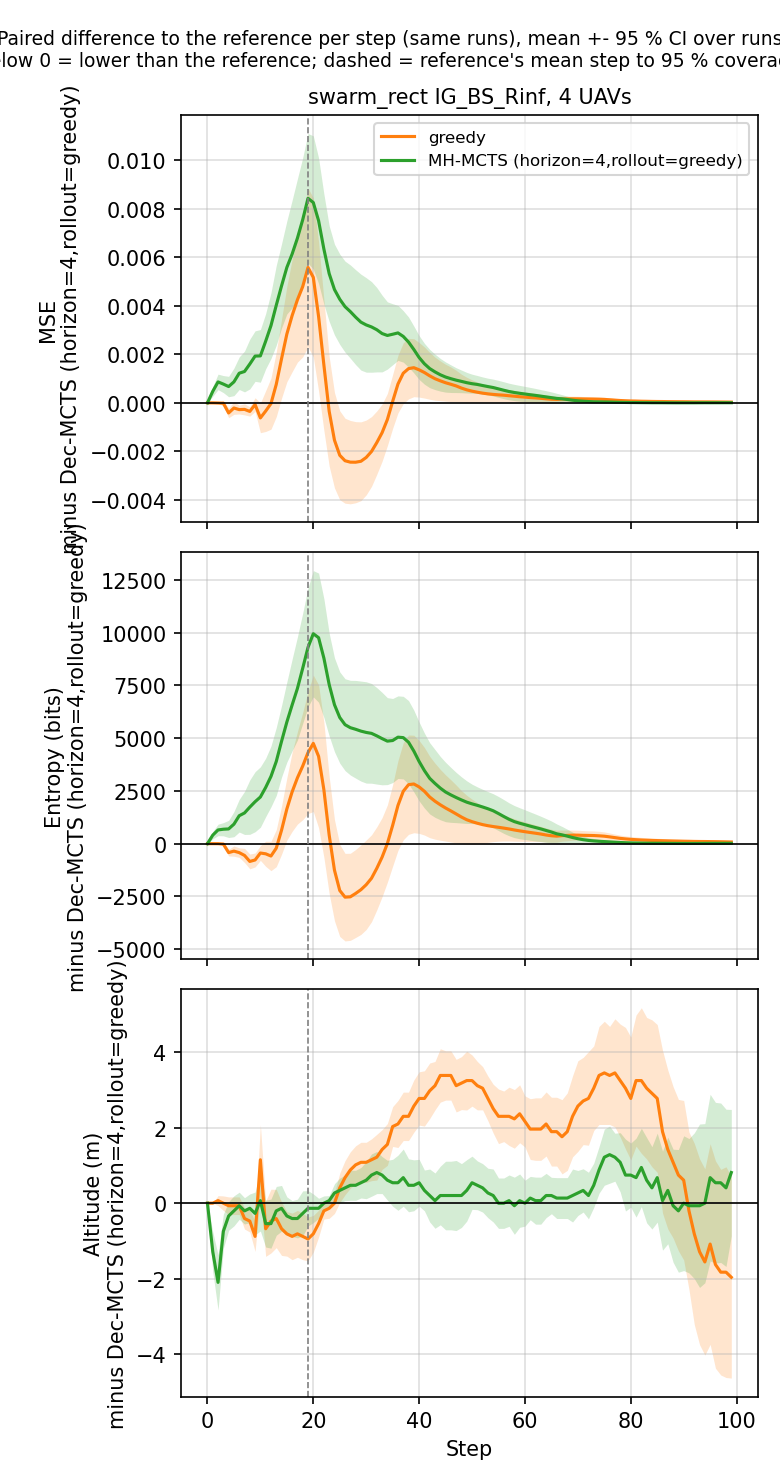 Paired difference to the reference per step (same runs), mean +- 95 % CI over runs
low 0 = lower than the reference; dashed = reference's mean step to 95 % covera
swarm_rect IG_BS_Rinf, 4 UAVs
greedy
MH-MCTS (horizon=4,rollout=greedy)
MSE
minus Dec-MCTS (horizon=4,rollout=greedy)
0.010
0.008
0.006
0.004
0.002
0.000
−0.002
−0.004
Entropy (bits)
minus Dec-MCTS (horizon=4,rollout=greedy)
12500
10000
7500
5000
2500
0
−2500
−5000
Altitude (m)
minus Dec-MCTS (horizon=4,rollout=greedy)
4
2
0
−2
−4
0 20 40 60 80 100
Step